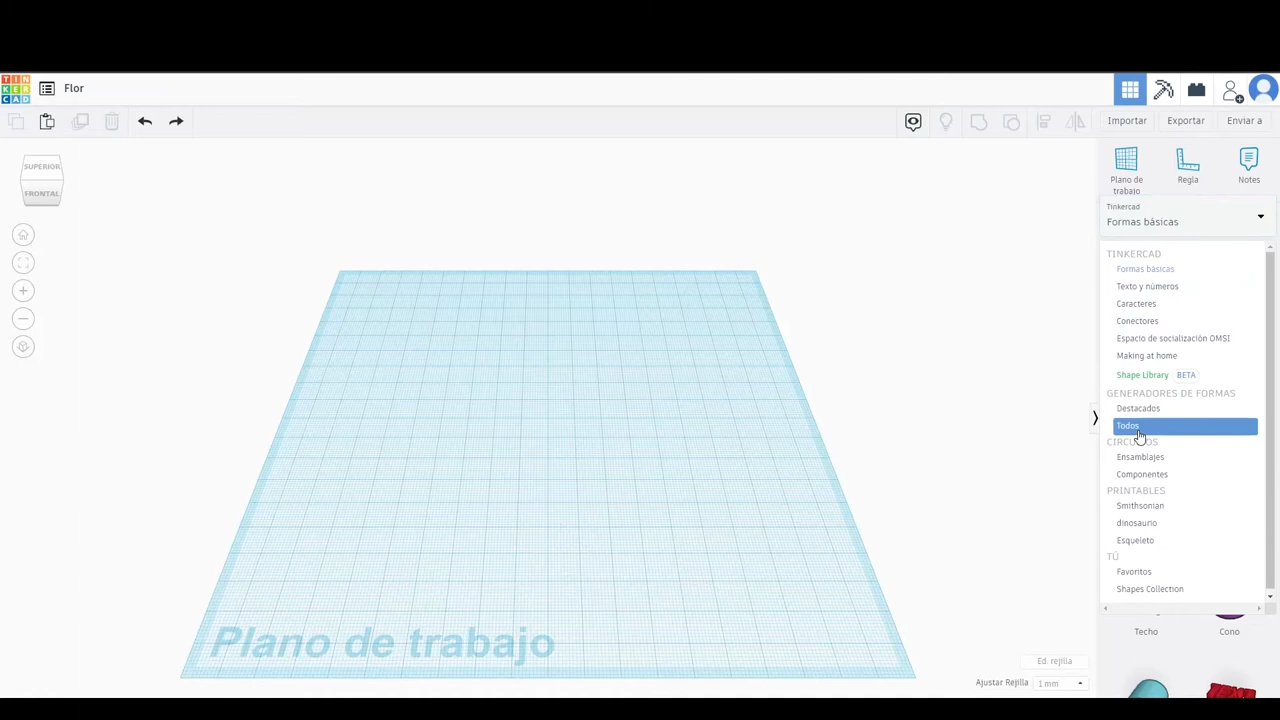 TIN
KER
CAD
Flor
Importar
Exportar
Enviar a
SUPERIOR
FRONTAL
Plano de
trabajo
Regla
Notes
Tinkercad
Formas básicas
TINKERCAD
Formas básicas
Texto y números
Caracteres
Conectores
Espacio de socialización OMSI
Making at home
Shape Library BETA
GENERADORES DE FORMAS
Destacados
Todos
CIRCUITOS
Ensamblajes
Componentes
PRINTABLES
Smithsonian
dinosaurio
Esqueleto
TÚ
Favoritos
Shapes Collection
Techo
Cono
Plano de trabajo
Ed. rejilla
Ajustar Rejilla
1 mm